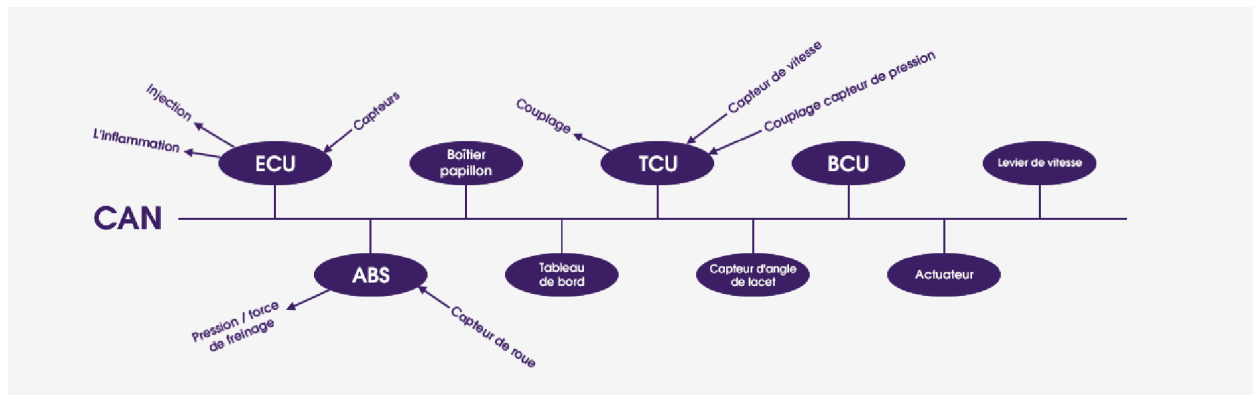 Injection
L'inflammation
Capteurs
ECU
Boîtier
papillon
Couplage
Capteur de vitesse
Couplage capteur de pression
TCU
BCU
Levier de vitesse
CAN
ABS
Pression / force
de freinage
Capteur de roue
Tableau
de bord
Capteur d'angle
de lacet
Actuateur